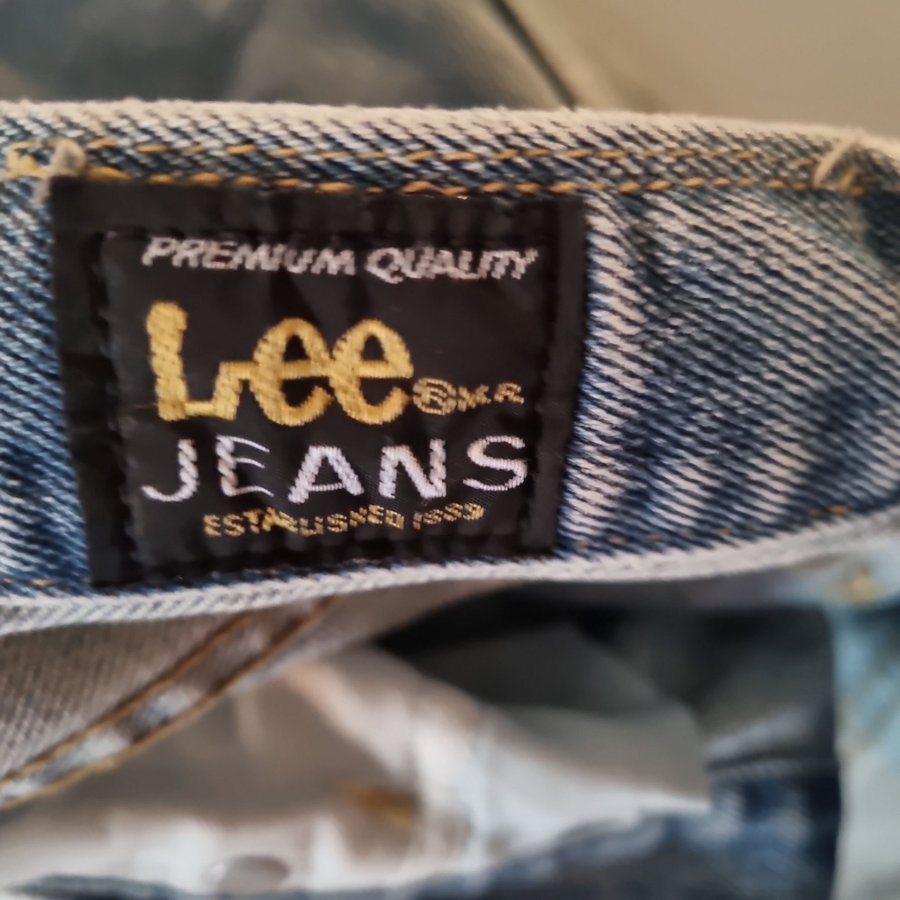 PREMIUM QUALITY
Lee ® M.R.
JEANS
ESTABLISHED 1889